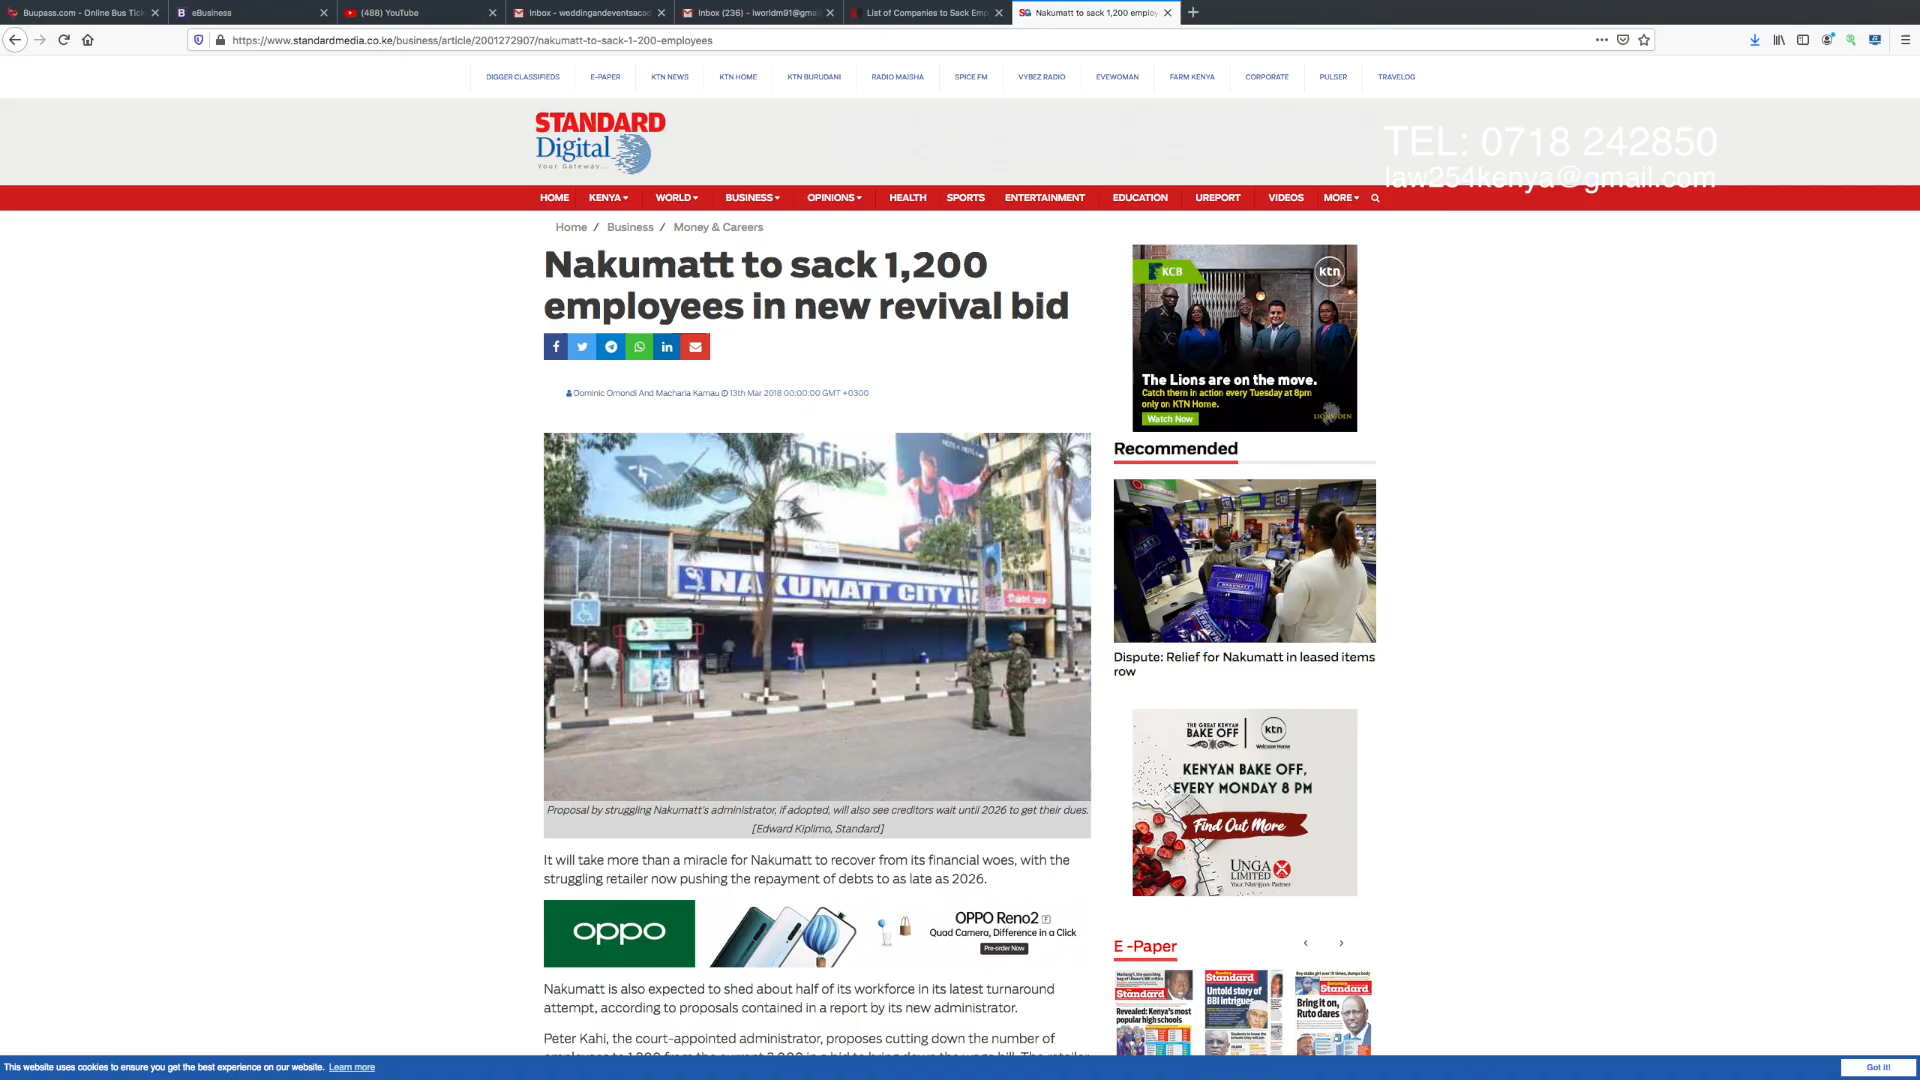 Buupass.com - Online Bus Tick
eBusiness
(488) YouTube
Inbox - weddingandeventsacad
Inbox (236) - iworldm91@gmai
List of Companies to Sack Emp
Nakumatt to sack 1,200 employ
https://www.standardmedia.co.ke/business/article/2001272907/nakumatt-to-sack-1-200-employees
DIGGER CLASSIFIEDS
E-PAPER
KTN NEWS
KTN HOME
KTN BURUDANI
RADIO MAISHA
SPICE FM
VYBEZ RADIO
EVEWOMAN
FARM KENYA
CORPORATE
PULSER
TRAVELOG
STANDARD
Digital
Your Gateway...
TEL: 0718 242850
law254kenya@gmail.com
HOME
KENYA
WORLD
BUSINESS
OPINIONS
HEALTH
SPORTS
ENTERTAINMENT
EDUCATION
UREPORT
VIDEOS
MORE
Home / Business / Money & Careers
Nakumatt to sack 1,200
employees in new revival bid
Dominic Omondi And Macharia Kamau 13th Mar 2018 00:00:00 GMT +0300
infinix
NAKUMATT CITY HA
Proposal by struggling Nakumatt's administrator, if adopted, will also see creditors wait until 2026 to get their dues.
[Edward Kiplimo, Standard]
It will take more than a miracle for Nakumatt to recover from its financial woes, with the
struggling retailer now pushing the repayment of debts to as late as 2026.
oppo
OPPO Reno2 F
Quad Camera, Difference in a Click
Pre-order Now
Nakumatt is also expected to shed about half of its workforce in its latest turnaround
attempt, according to proposals contained in a report by its new administrator.
Peter Kahi, the court-appointed administrator, proposes cutting down the number of
KCB
ktn
The Lions are on the move.
Catch them in action every Tuesday at 8pm
only on KTN Home.
Watch Now
LIONS' DEN
Recommended
Dispute: Relief for Nakumatt in leased items
row
THE GREAT KENYAN
BAKE OFF
ktn
Welcome Home
KENYAN BAKE OFF,
EVERY MONDAY 8 PM
Find Out More
UNGA
LIMITED
Your Nutrition Partner
E -Paper
Standard
Revealed: Kenya's most
popular high schools
Standard
Untold story of
BBI intrigues
Standard
Bring it on,
Ruto dares
This website uses cookies to ensure you get the best experience on our website. Learn more
Got it!